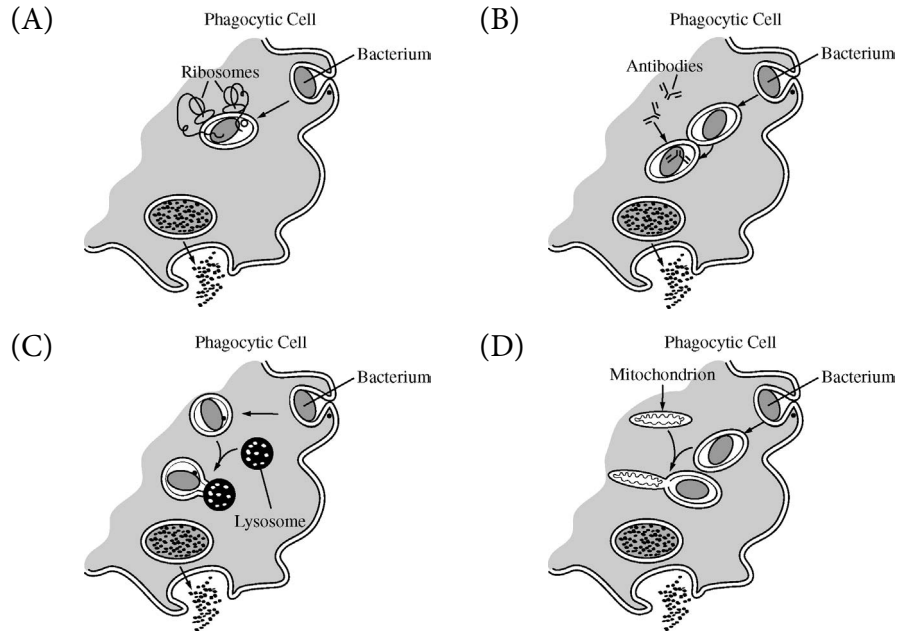 (A)
Phagocytic Cell
Bacterium
Ribosomes
(B)
Phagocytic Cell
Bacterium
Antibodies
(C)
Phagocytic Cell
Bacterium
Lysosome
(D)
Phagocytic Cell
Mitochondrion
Bacterium